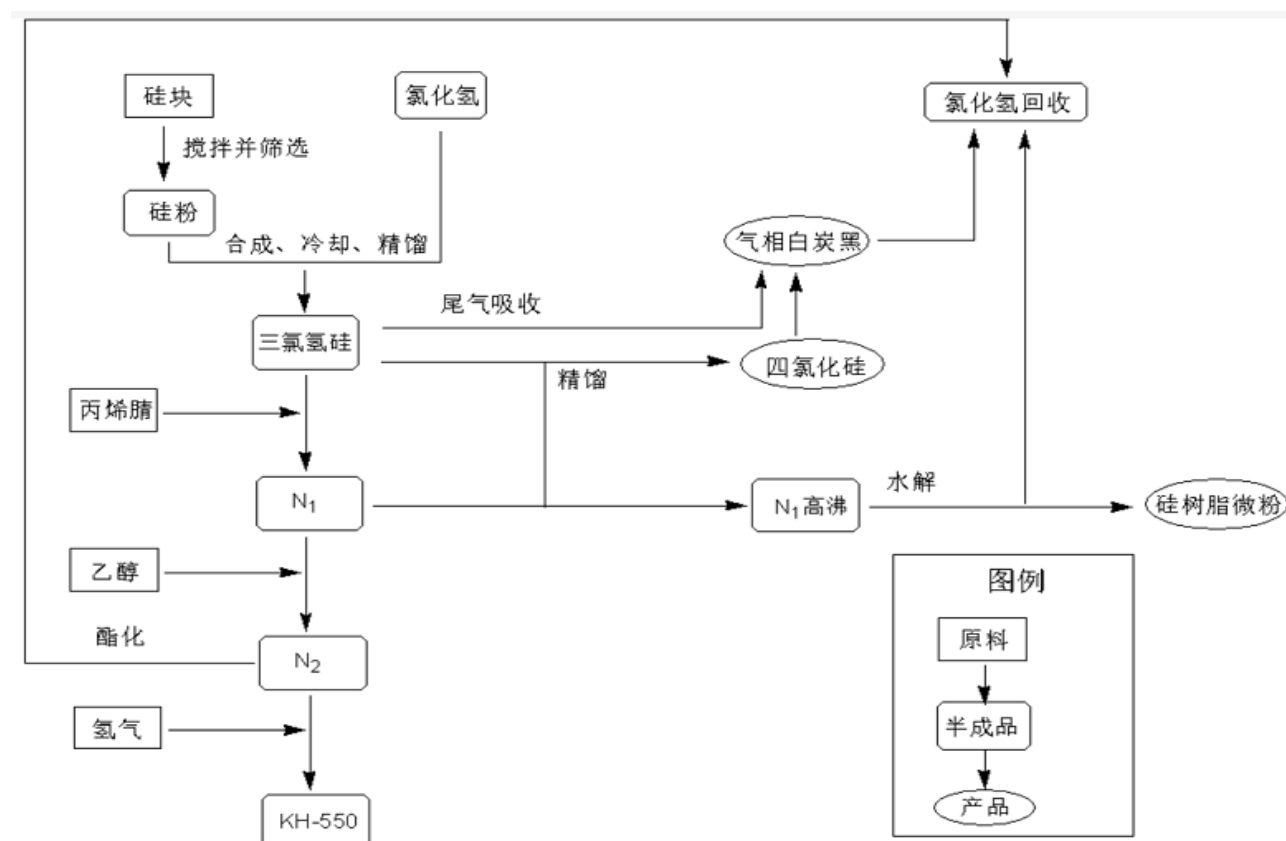 硅块
氯化氢
氯化氢回收
搅拌并筛选
硅粉
合成、冷却、精馏
气相白炭黑
尾气吸收
三氯氢硅
四氯化硅
精馏
丙烯腈
N₁
N₁高沸
水解
硅树脂微粉
乙醇
图例
酯化
原料
N₂
氢气
半成品
产品
KH-550